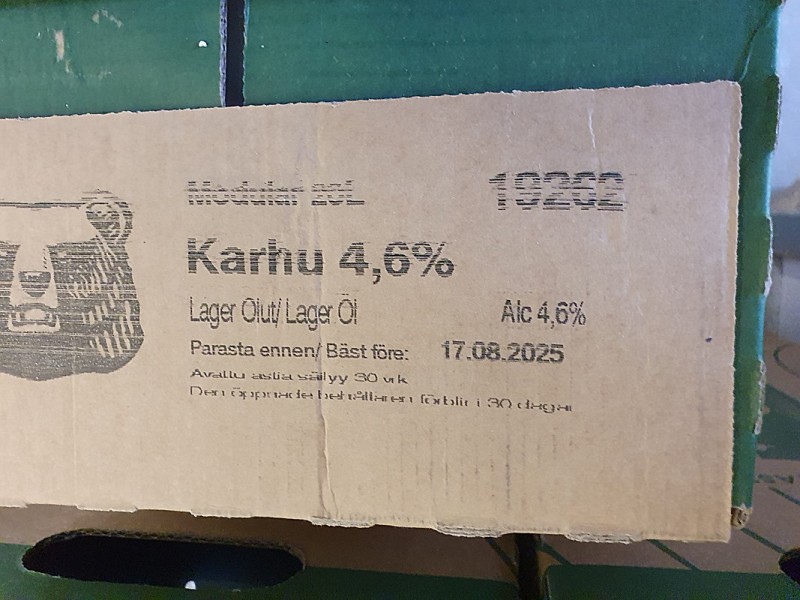 Modular 20L 19262
Karhu 4,6%
Lager Olut/ Lager Öl Alc 4,6%
Parasta ennen/ Bäst före: 17.08.2025
Avattu astia säilyy 30 vrk
Den öppnade behållaren förblir i 30 dagar